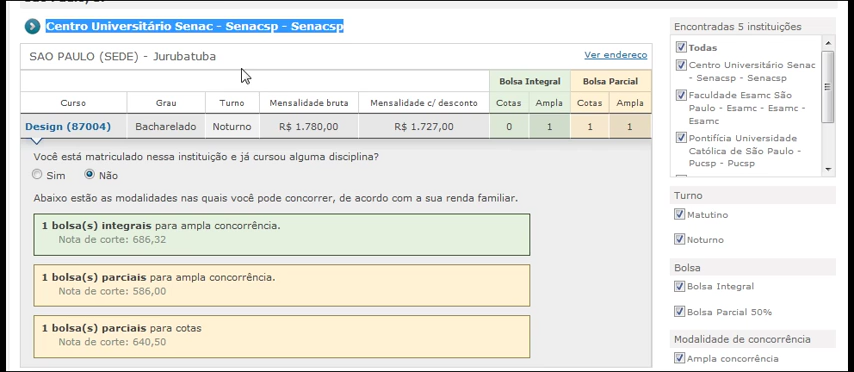 Centro Universitário Senac - Senacsp - Senacsp
SAO PAULO (SEDE) - Jurubatuba
Ver endereço
Bolsa Integral
Bolsa Parcial
Curso
Grau
Turno
Mensalidade bruta
Mensalidade c/ desconto
Cotas
Ampla
Cotas
Ampla
Design (87004)
Bacharelado
Noturno
R$ 1.780,00
R$ 1.727,00
0
1
1
1
Você está matriculado nessa instituição e já cursou alguma disciplina?
Sim
Não
Abaixo estão as modalidades nas quais você pode concorrer, de acordo com a sua renda familiar.
1 bolsa(s) integrais para ampla concorrência.
Nota de corte: 686,32
1 bolsa(s) parciais para ampla concorrência.
Nota de corte: 586,00
1 bolsa(s) parciais para cotas
Nota de corte: 640,50
Encontradas 5 instituições
Todas
Centro Universitário Senac
- Senacsp - Senacsp
Faculdade Esamc São
Paulo - Esamc - Esamc -
Esamc
Pontifícia Universidade
Católica de São Paulo -
Pucsp - Pucsp
Turno
Matutino
Noturno
Bolsa
Bolsa Integral
Bolsa Parcial 50%
Modalidade de concorrência
Ampla concorrência